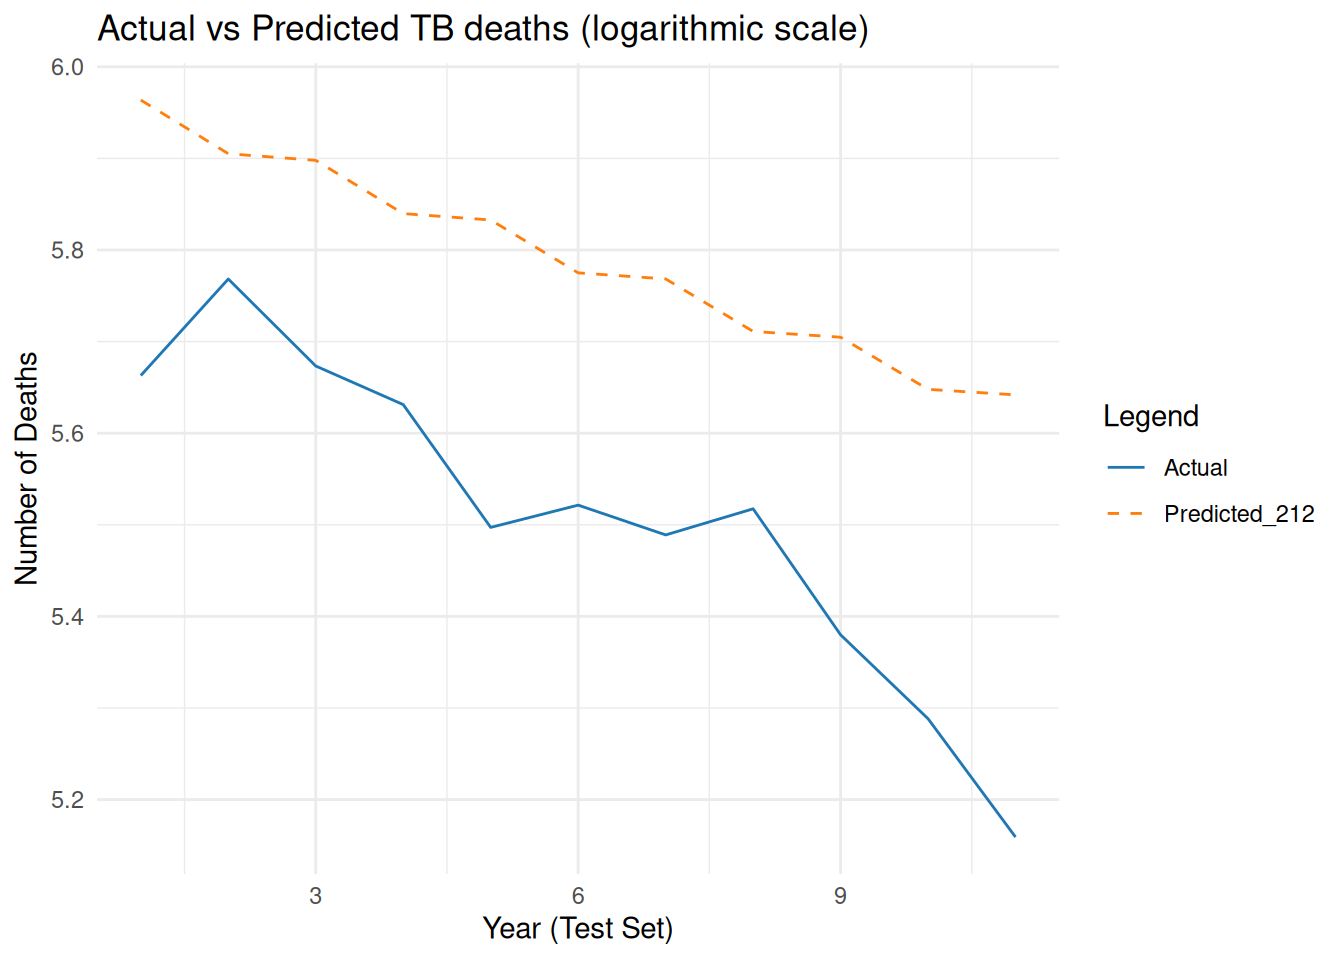 Actual vs Predicted TB deaths (logarithmic scale)
6.0
5.8
5.6
5.4
5.2
Number of Deaths
3
6
9
Year (Test Set)
Legend
Actual
Predicted_212